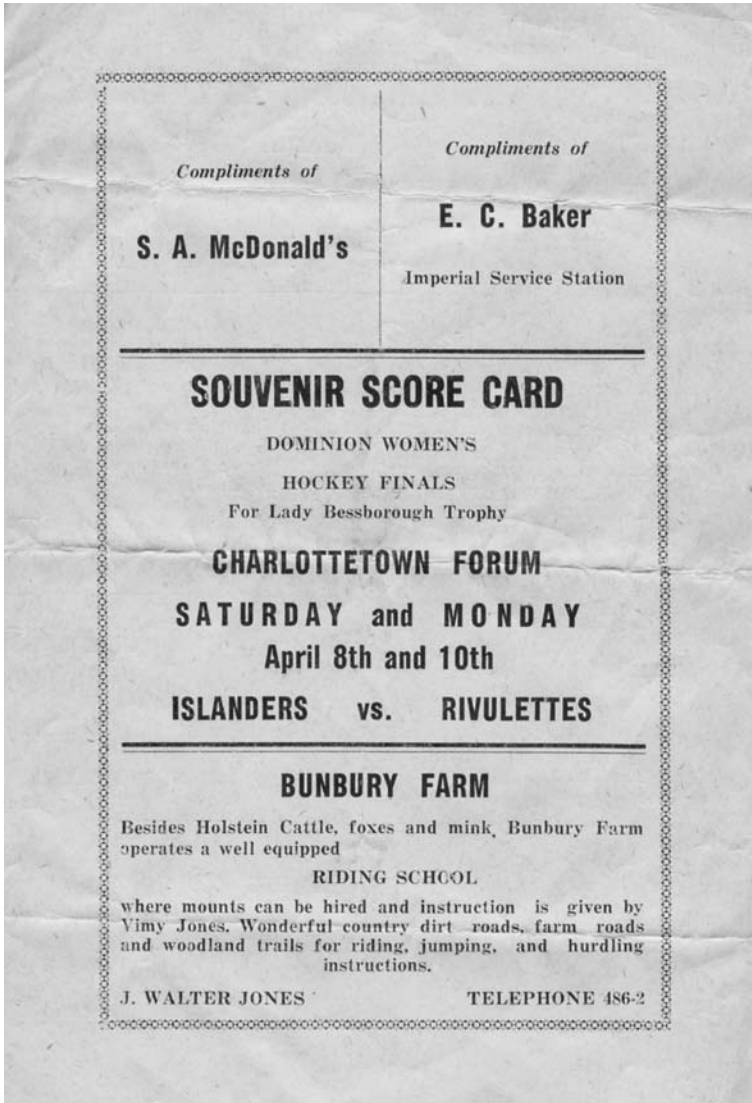 Compliments of
S. A. McDonald's
Compliments of
E. C. Baker
Imperial Service Station
SOUVENIR SCORE CARD
DOMINION WOMEN'S
HOCKEY FINALS
For Lady Bessborough Trophy
CHARLOTTETOWN FORUM
SATURDAY and MONDAY
April 8th and 10th
ISLANDERS vs. RIVULETTES
BUNBURY FARM
Besides Holstein Cattle, foxes and mink, Bunbury Farm
operates a well equipped
RIDING SCHOOL
where mounts can be hired and instruction is given by
Vimy Jones. Wonderful country dirt roads, farm roads
and woodland trails for riding, jumping, and hurdling
instructions.
J. WALTER JONES TELEPHONE 486-2